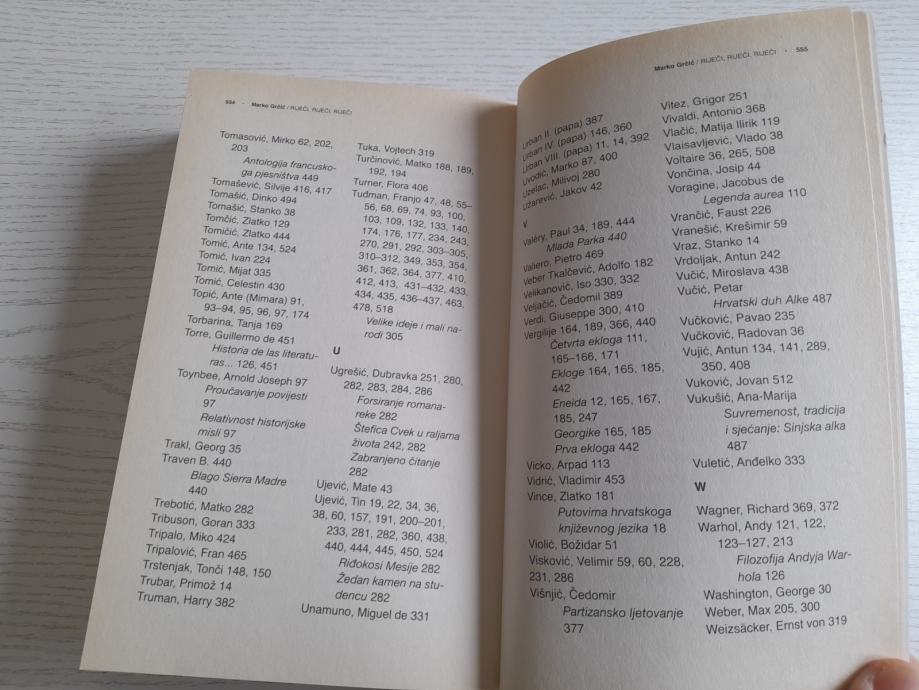 554 • Marko Grčić / RIJEČI, RIJEČI, RIJEČI
Tomasović, Mirko 62, 202,
203
Antologija francusko-
ga pjesništva 449
Tomašević, Silvije 416, 417
Tomašić, Dinko 494
Tomašić, Stanko 38
Tomčić, Zlatko 129
Tomičić, Zlatko 444
Tomić, Ante 134, 524
Tomić, Ivan 224
Tomić, Mijat 335
Tomić, Celestin 430
Topić, Ante (Mimara) 91,
93–94, 95, 96, 97, 174
Torbarina, Tanja 169
Torre, Guillermo de 451
Historia de las literatu-
ras... 126, 451
Toynbee, Arnold Joseph 97
Proučavanje povijesti
97
Relativnost historijske
misli 97
Trakl, Georg 35
Traven B. 440
Blago Sierra Madre
440
Trebotić, Matko 282
Tribuson, Goran 333
Tripalo, Miko 424
Tripalović, Fran 465
Trstenjak, Tonči 148, 150
Trubar, Primož 14
Truman, Harry 382
Tuka, Vojtech 319
Turčinović, Matko 188, 189,
192, 194
Turner, Flora 406
Tuđman, Franjo 47, 48, 55–
56, 68, 69, 74, 93, 100,
103, 109, 132, 133, 140,
174, 176, 177, 234, 243,
270, 291, 292, 303–305,
310–312, 349, 353, 354,
361, 362, 364, 377, 410,
412, 413, 431–432, 433,
434, 435, 436–437, 463,
478, 518
Velike ideje i mali na-
rodi 305
U
Ugrešić, Dubravka 251, 280,
282, 283, 284, 286
Forsiranje romana-
reke 282
Štefica Cvek u raljama
života 242, 282
Zabranjeno čitanje
282
Ujević, Mate 43
Ujević, Tin 19, 22, 34, 36,
38, 60, 157, 191, 200–201,
233, 281, 282, 360, 438,
440, 444, 445, 450, 524
Ridokosi Mesije 282
Žedan kamen na stu-
dencu 282
Unamuno, Miguel de 331
Marko Grčić / RIJEČI, RIJEČI, RIJEČI • 555
Urban II. (papa) 387
Urban IV. (papa) 146, 360
Urban VIII. (papa) 11, 14, 392
Uvodić, Marko 87, 400
Uzelac, Milivoj 280
Užarević, Jakov 42
V
Valéry, Paul 34, 189, 444
Mlada Parka 440
Valiero, Pietro 469
Veber Tkalčević, Adolfo 182
Velikanović, Iso 330, 332
Veljačić, Čedomil 389
Verdi, Giuseppe 300, 410
Vergilije 164, 189, 366, 440
Četvrta ekloga 111,
165–166, 171
Ekloge 164, 165, 185,
442
Eneida 12, 165, 167,
185, 247
Georgike 165, 185
Prva ekloga 442
Vicko, Arpad 113
Vidrić, Vladimir 453
Vince, Zlatko 181
Putovima hrvatskoga
književnog jezika 18
Violić, Božidar 51
Visković, Velimir 59, 60, 228,
231, 286
Višnjić, Čedomir
Partizansko ljetovanje
377
Vitez, Grigor 251
Vivaldi, Antonio 368
Vlačić, Matija Ilirik 119
Vlaisavljević, Vlado 38
Voltaire 36, 265, 508
Vončina, Josip 44
Voragine, Jacobus de
Legenda aurea 110
Vrančić, Faust 226
Vranešić, Krešimir 59
Vraz, Stanko 14
Vrdoljak, Antun 242
Vučić, Miroslava 438
Vučić, Petar
Hrvatski duh Alke 487
Vučković, Pavao 235
Vučković, Radovan 36
Vujić, Antun 134, 141, 289,
350, 408
Vuković, Jovan 512
Vukušić, Ana-Marija
Suvremenost, tradicija
i sjećanje: Sinjska alka
487
Vuletić, Anđelko 333
W
Wagner, Richard 369, 372
Warhol, Andy 121, 122,
123–127, 213
Filozofija Andyja War-
hola 126
Washington, George 30
Weber, Max 205, 300
Weizsäcker, Ernst von 319